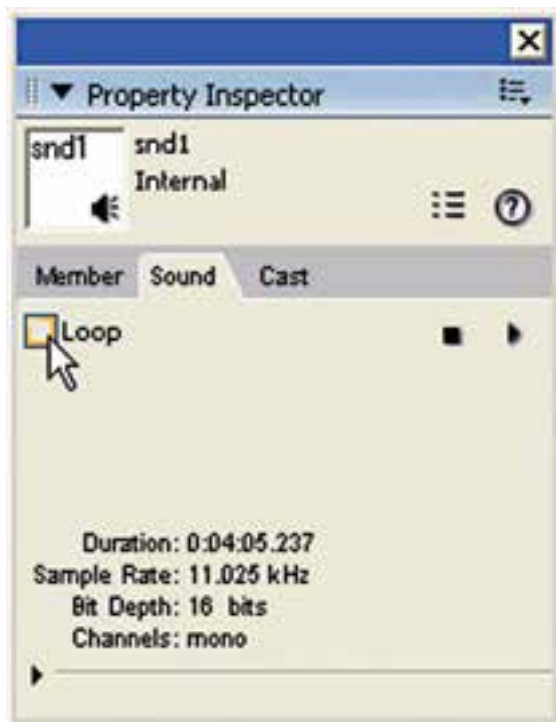 Property Inspector
snd1
snd1
Internal
Member Sound Cast
Loop
Duration: 0:04:05.237
Sample Rate: 11.025 kHz
Bit Depth: 16 bits
Channels: mono